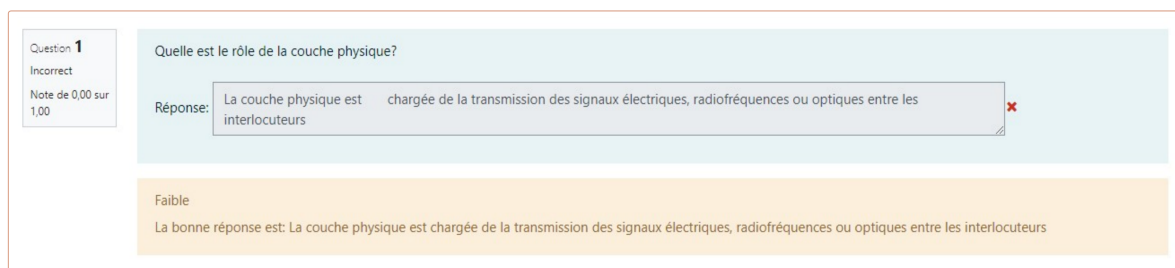 Question 1
Incorrect
Note de 0,00 sur
1,00
Quelle est le rôle de la couche physique?
Réponse:
La couche physique est      chargée de la transmission des signaux électriques, radiofréquences ou optiques entre les
interlocuteurs
Faible
La bonne réponse est: La couche physique est chargée de la transmission des signaux électriques, radiofréquences ou optiques entre les interlocuteurs